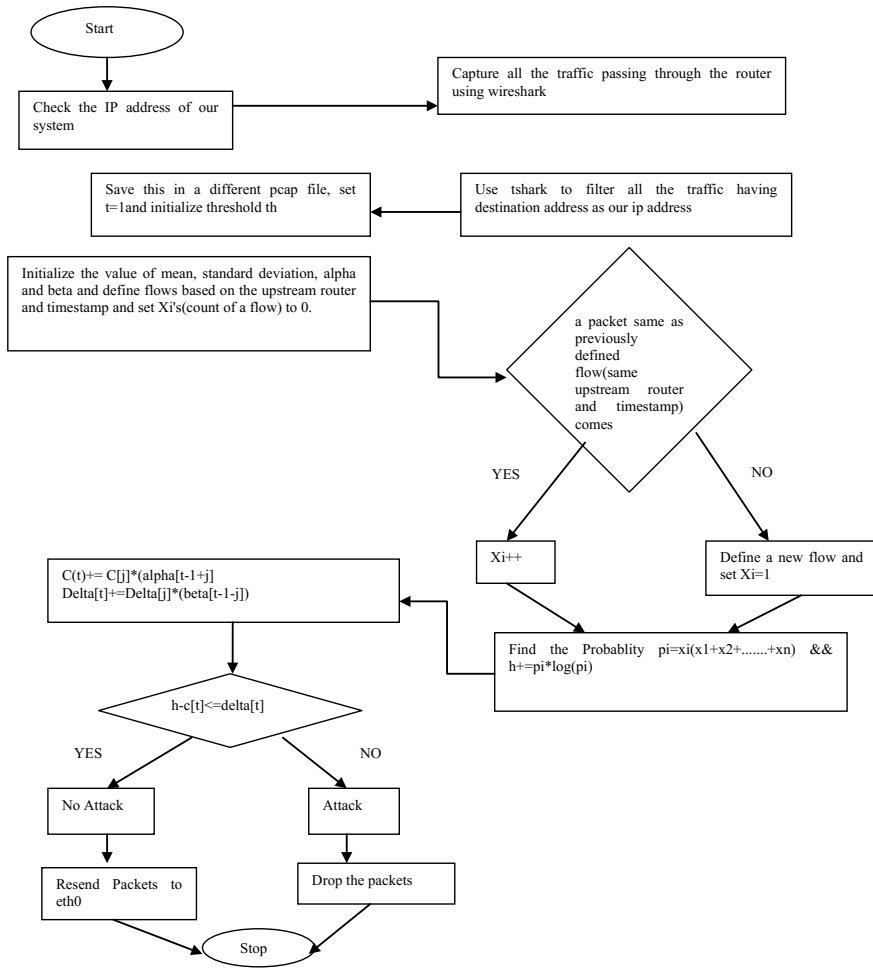 Start
Check the IP address of our
system
Capture all the traffic passing through the router
using wireshark
Use tshark to filter all the traffic having
destination address as our ip address
Save this in a different pcap file, set
t=1and initialize threshold th
Initialize the value of mean, standard deviation, alpha
and beta and define flows based on the upstream router
and timestamp and set Xi's(count of a flow) to 0.
a packet same as
previously
defined
flow(same
upstream router
and timestamp)
comes
YES
NO
Xi++
Define a new flow and
set Xi=1
Find the Probablity pi=xi(x1+x2+.......+xn) &&
h+=pi*log(pi)
C(t)+= C[j]*(alpha[t-1+j]
Delta[t]+=Delta[j]*(beta[t-1-j])
h-c[t]<=delta[t]
YES
NO
No Attack
Attack
Resend Packets to
eth0
Drop the packets
Stop